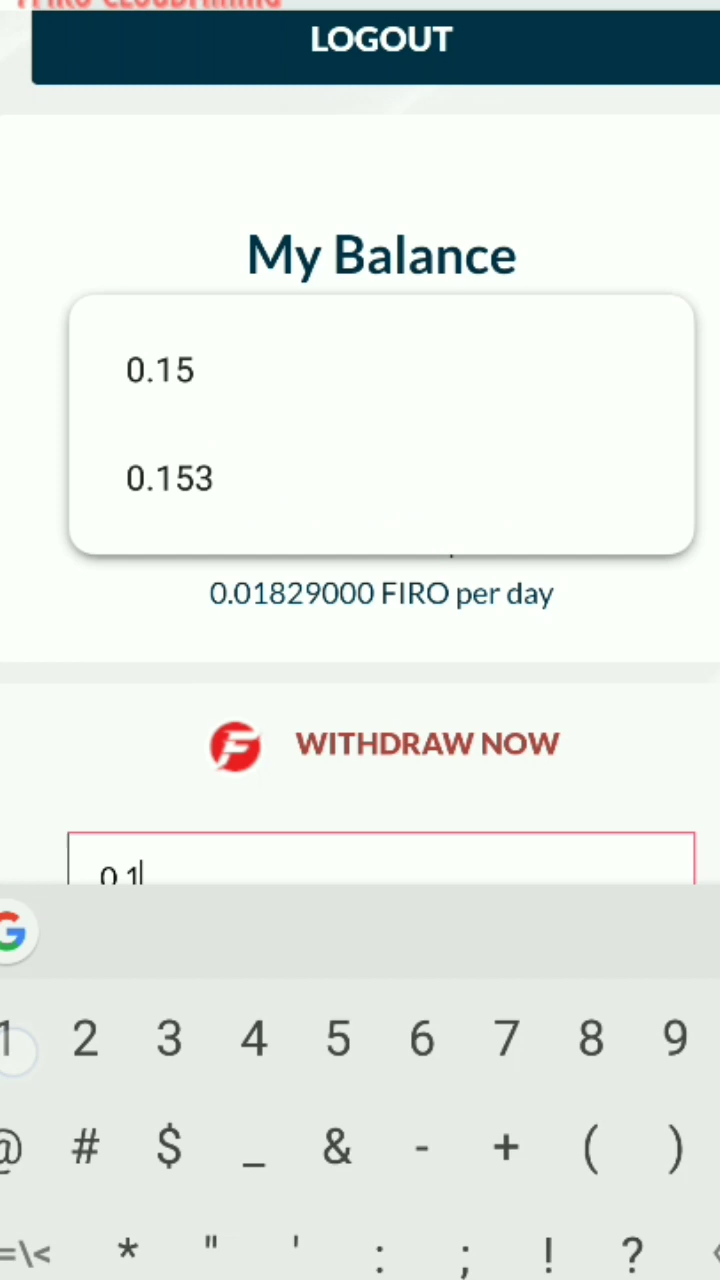 LOGOUT
My Balance
0.15
0.153
0.01829000 FIRO per day
WITHDRAW NOW
0.1
1 2 3 4 5 6 7 8 9
@ # $ _ & - + ( )
=\< * " ' : ; ! ?